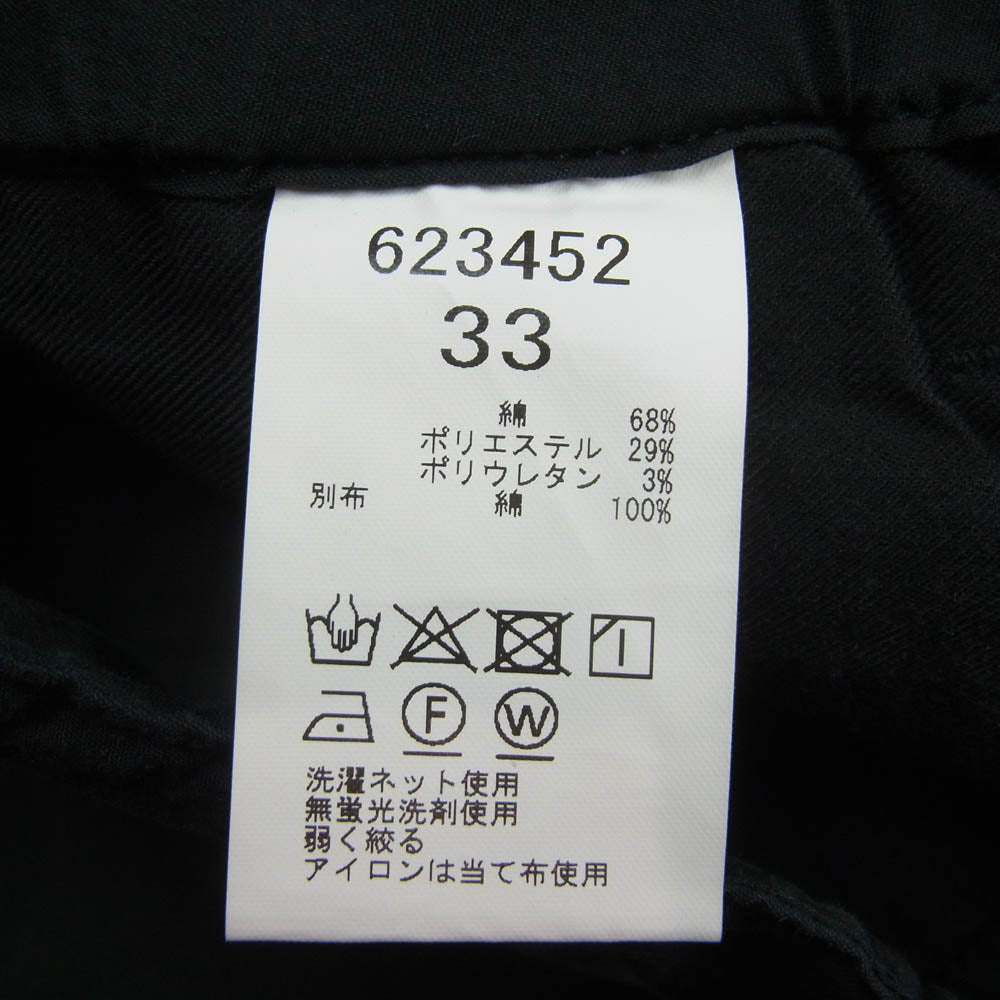 623452
33
綿 68%
ポリエステル 29%
ポリウレタン 3%
別布 綿 100%
F W
洗濯ネット使用
無蛍光洗剤使用
弱く絞る
アイロンは当て布使用